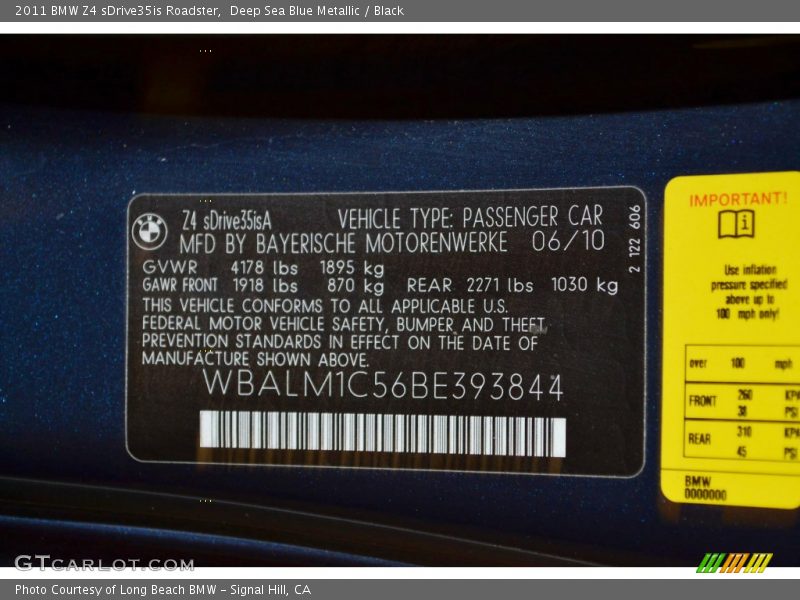 2011 BMW Z4 sDrive35is Roadster,  Deep Sea Blue Metallic / Black
Z4 sDrive35isA VEHICLE TYPE: PASSENGER CAR
MFD BY BAYERISCHE MOTORENWERKE 06/10
GVWR 4178 lbs 1895 kg
GAWR FRONT 1918 lbs 870 kg REAR 2271 lbs 1030 kg
THIS VEHICLE CONFORMS TO ALL APPLICABLE U.S.
FEDERAL MOTOR VEHICLE SAFETY, BUMPER AND THEFT
PREVENTION STANDARDS IN EFFECT ON THE DATE OF
MANUFACTURE SHOWN ABOVE.
WBALM1C56BE393844
2 122 606
IMPORTANT!
i
Use inflation
pressure specified
above up to
100 mph only!
over 100 mph
FRONT 260 KPA
38 PSI
REAR 310 KPA
45 PSI
BMW
0000000
GTCARLOT.COM
Photo Courtesy of Long Beach BMW - Signal Hill, CA